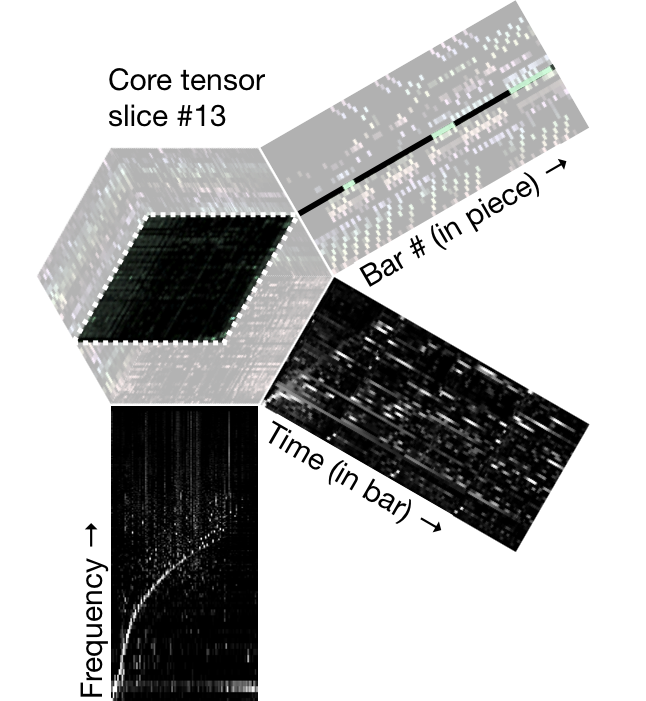 Core tensor
slice #13
Bar # (in piece) →
Time (in bar) →
Frequency →